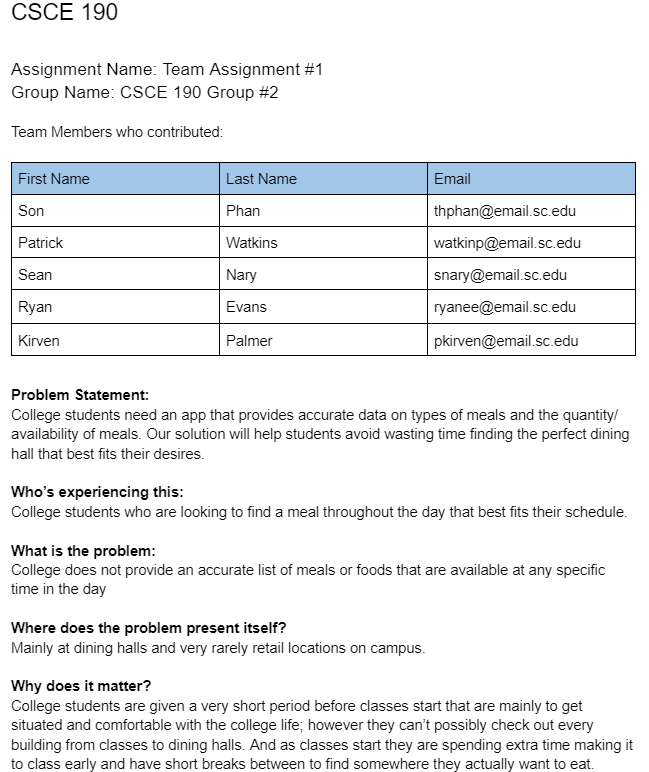 CSCE 190
Assignment Name: Team Assignment #1
Group Name: CSCE 190 Group #2
Team Members who contributed:
First Name Last Name Email
Son Phan thphan@email.sc.edu
Patrick Watkins watkinp@email.sc.edu
Sean Nary snary@email.sc.edu
Ryan Evans ryanee@email.sc.edu
Kirven Palmer pkirven@email.sc.edu
Problem Statement:
College students need an app that provides accurate data on types of meals and the quantity/
availability of meals. Our solution will help students avoid wasting time finding the perfect dining
hall that best fits their desires.
Who's experiencing this:
College students who are looking to find a meal throughout the day that best fits their schedule.
What is the problem:
College does not provide an accurate list of meals or foods that are available at any specific
time in the day
Where does the problem present itself?
Mainly at dining halls and very rarely retail locations on campus.
Why does it matter?
College students are given a very short period before classes start that are mainly to get
situated and comfortable with the college life; however they can't possibly check out every
building from classes to dining halls. And as classes start they are spending extra time making it
to class early and have short breaks between to find somewhere they actually want to eat.